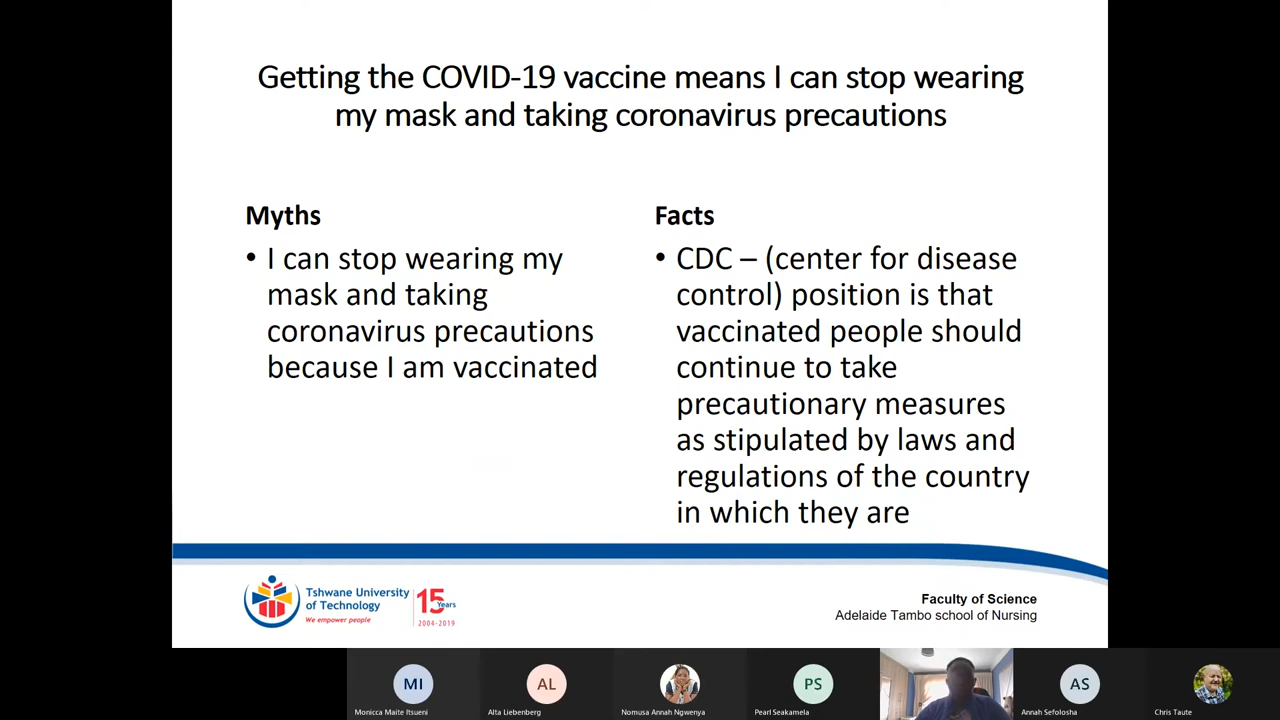 Getting the COVID-19 vaccine means I can stop wearing
my mask and taking coronavirus precautions
Myths
• I can stop wearing my
mask and taking
coronavirus precautions
because I am vaccinated
Facts
• CDC – (center for disease
control) position is that
vaccinated people should
continue to take
precautionary measures
as stipulated by laws and
regulations of the country
in which they are
Tshwane University
of Technology
We empower people
15 Years
2004-2019
Faculty of Science
Adelaide Tambo school of Nursing
MI
AL
PS
AS
Monicca Maite Itsueni
Alta Liebenberg
Nomusa Annah Ngwenya
Pearl Seakamela
Annah Sefolosha
Chris Taute